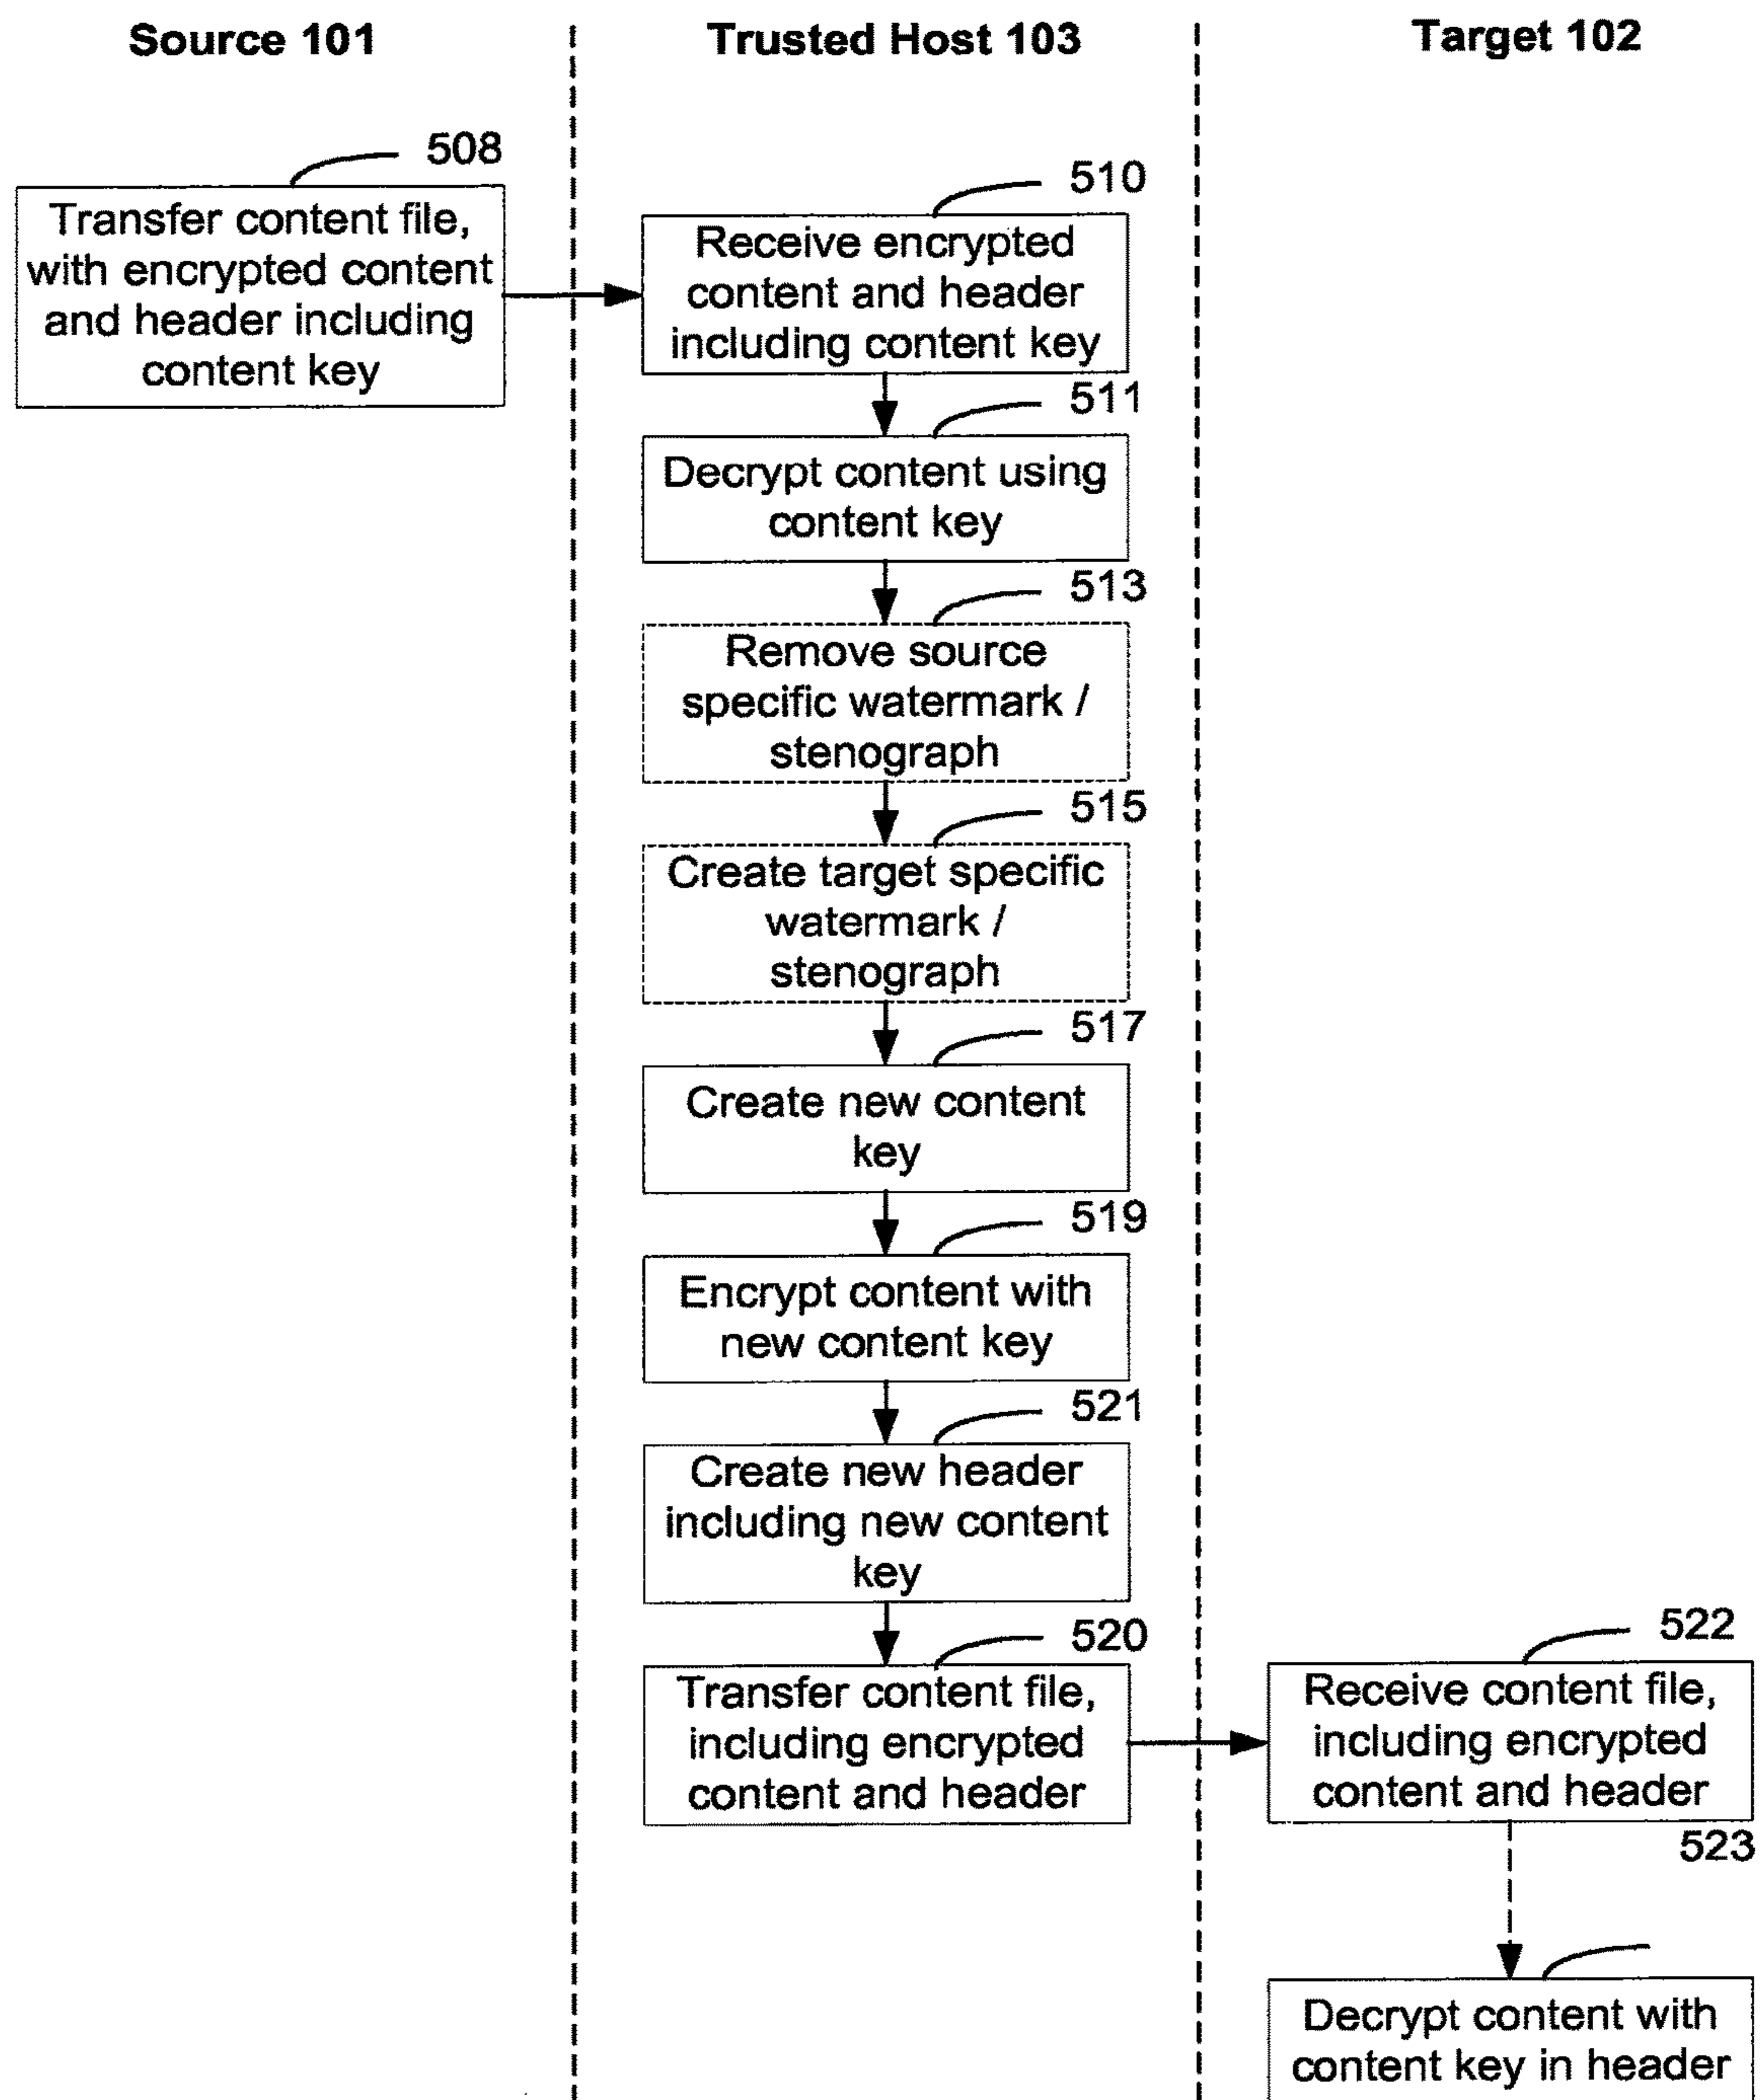 Source 101
Trusted Host 103
Target 102
508
Transfer content file,
with encrypted content
and header including
content key
510
Receive encrypted
content and header
including content key
511
Decrypt content using
content key
513
Remove source
specific watermark /
stenograph
515
Create target specific
watermark /
stenograph
517
Create new content
key
519
Encrypt content with
new content key
521
Create new header
including new content
key
520
Transfer content file,
including encrypted
content and header
522
Receive content file,
including encrypted
content and header
523
Decrypt content with
content key in header